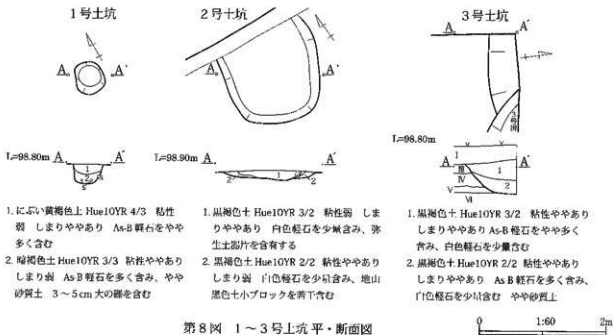 1号土坑
2号土坑
3号土坑
A A´
A A´
A A´
A A´
A A´
A A´
L=98.80m
L=98.90m
L=98.80m
1
2
S
S
1
2
2
3号溝
I
III
IV
V
VI
1
2
1. にぶい黄褐色土 Hue10YR 4/3 粘性
弱 しまりややあり As-B軽石をやや
多く含む
2. 暗褐色土 Hue10YR 3/3 粘性ややあり
しまり弱 As-B軽石を多く含み、やや
砂質土 3〜5cm大の礫を含む
1. 黒褐色土 Hue10YR 3/2 粘性弱 しま
りややあり 白色軽石を少量含み、弥
生土器片を含有する
2. 黒褐色土 Hue10YR 2/2 粘性ややあり
しまり弱 白色軽石を少量含み、地山
黒色土小ブロックを若干含む
1. 黒褐色土 Hue10YR 3/2 粘性ややあり
しまりややあり As-B軽石をやや多く
含み、白色軽石を少量含む
2. 黒褐色土 Hue10YR 2/2 粘性ややあり
しまりややあり As-B軽石を多く含み、
白色軽石を少量含む やや砂質土
第8図 1〜3号土坑平・断面図
0 1:60 2m